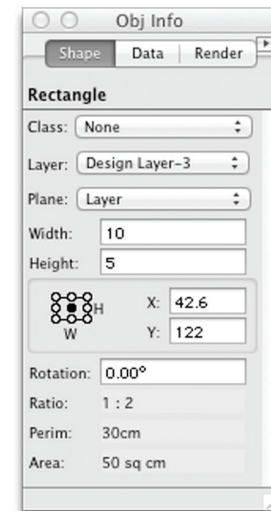 Obj Info
Shape Data Render
Rectangle
Class: None
Layer: Design Layer-3
Plane: Layer
Width: 10
Height: 5
H X: 42.6
W Y: 122
Rotation: 0.00°
Ratio: 1 : 2
Perim: 30cm
Area: 50 sq cm